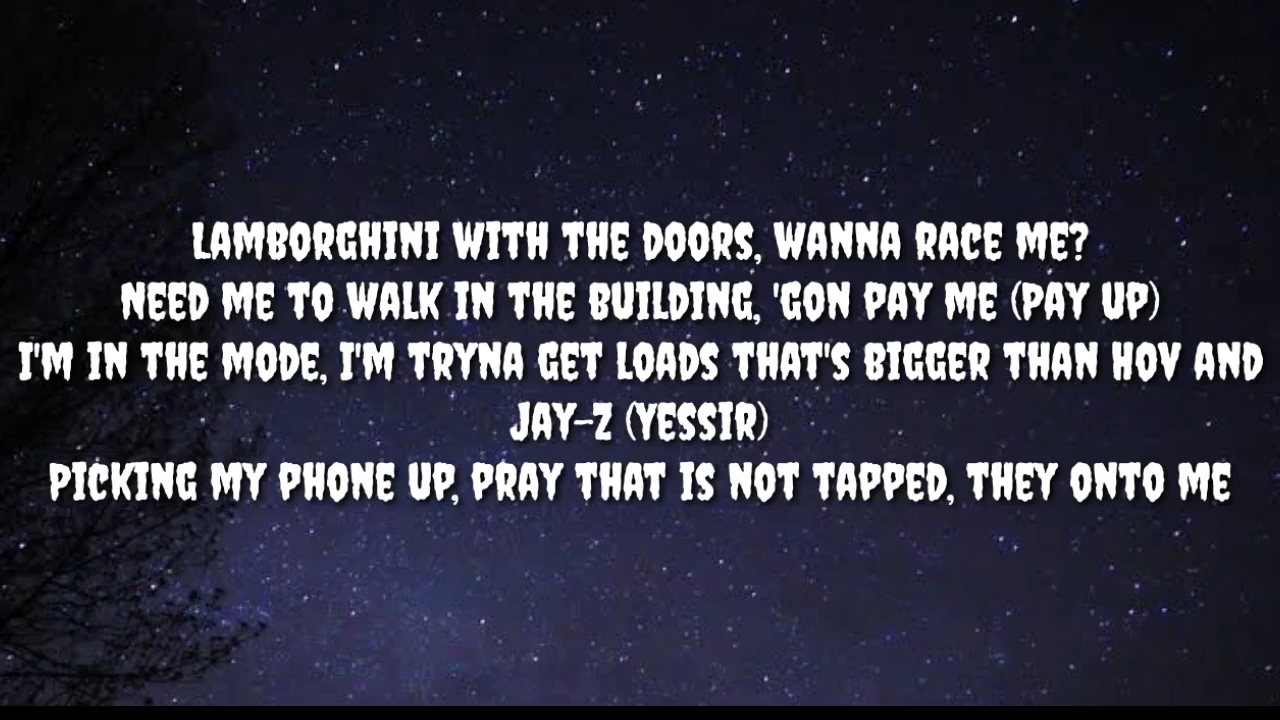 LAMBORGHINI WITH THE DOORS, WANNA RACE ME?
NEED ME TO WALK IN THE BUILDING, 'GON PAY ME (PAY UP)
I'M IN THE MODE, I'M TRYNA GET LOADS THAT'S BIGGER THAN HOV AND
JAY-Z (YESSIR)
PICKING MY PHONE UP, PRAY THAT IS NOT TAPPED, THEY ONTO ME